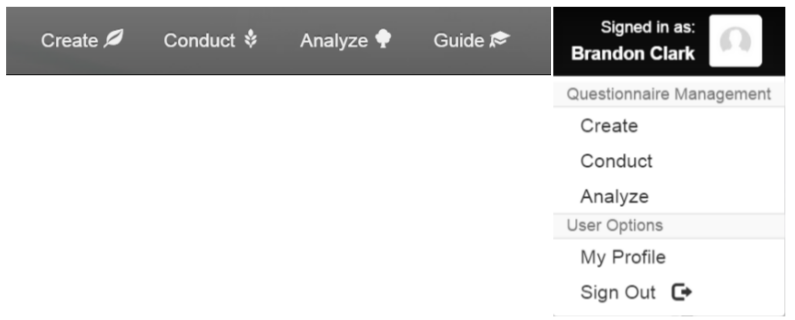 Create Conduct Analyze Guide
Signed in as:
Brandon Clark
Questionnaire Management
Create
Conduct
Analyze
User Options
My Profile
Sign Out